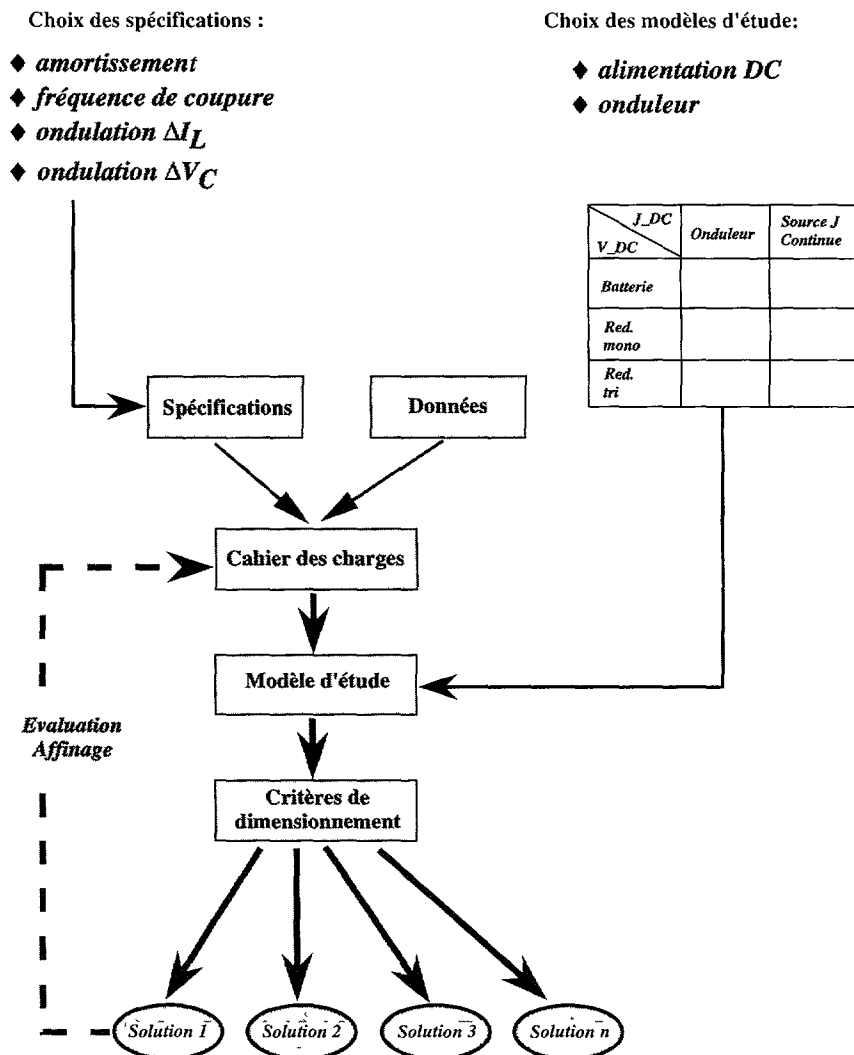 Choix des spécifications :
♦ amortissement
♦ fréquence de coupure
♦ ondulation ΔI_L
♦ ondulation ΔV_C
Choix des modèles d'étude:
♦ alimentation DC
♦ onduleur
J_DC
V_DC
Onduleur
Source J
Continue
Batterie
Red.
mono
Red.
tri
Spécifications
Données
Cahier des charges
Modèle d'étude
Evaluation
Affinage
Critères de
dimensionnement
Solution 1
Solution 2
Solution 3
Solution n